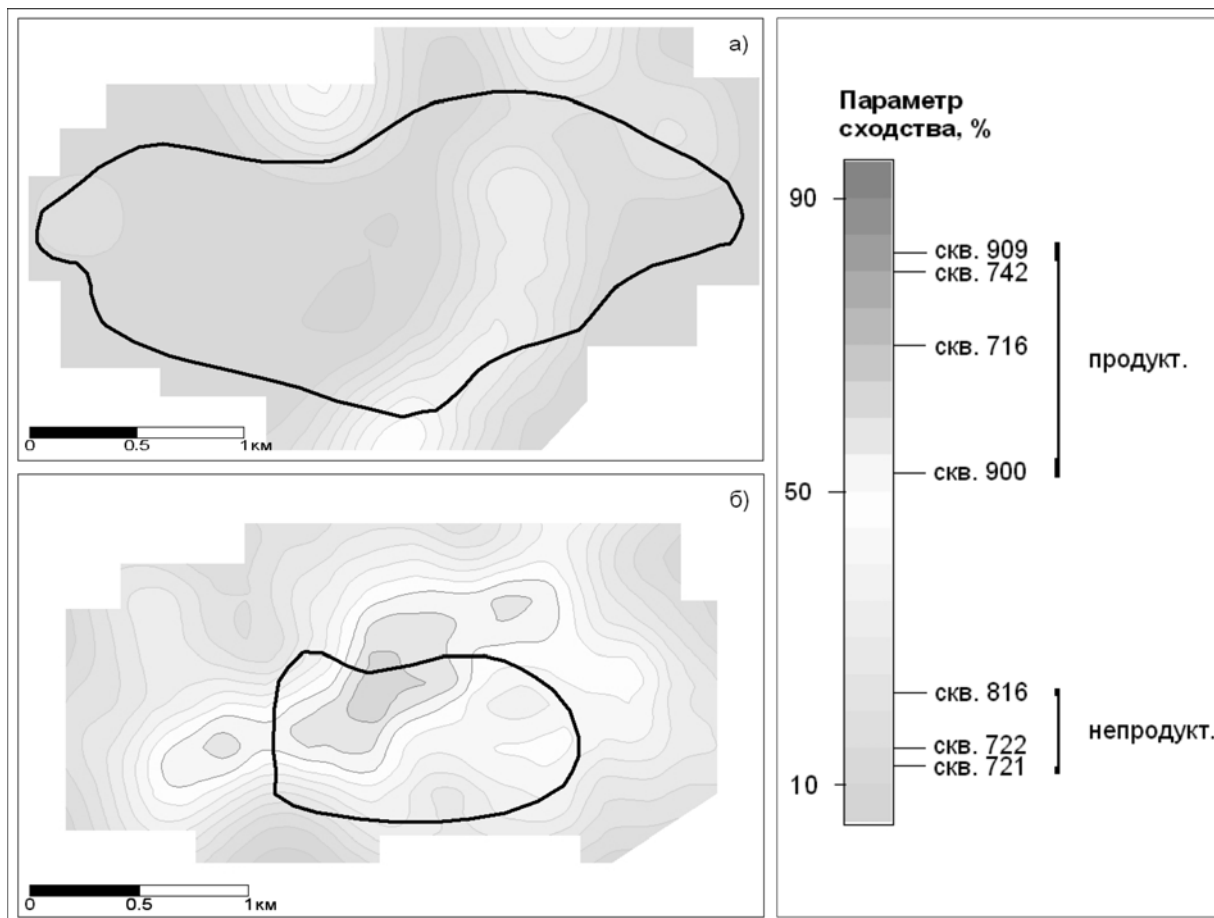 а)
0 0.5 1км
б)
0 0.5 1км
Параметр
сходства, %
90
скв. 909
скв. 742
скв. 716
продукт.
скв. 900
50
скв. 816
скв. 722
непродукт.
скв. 721
10